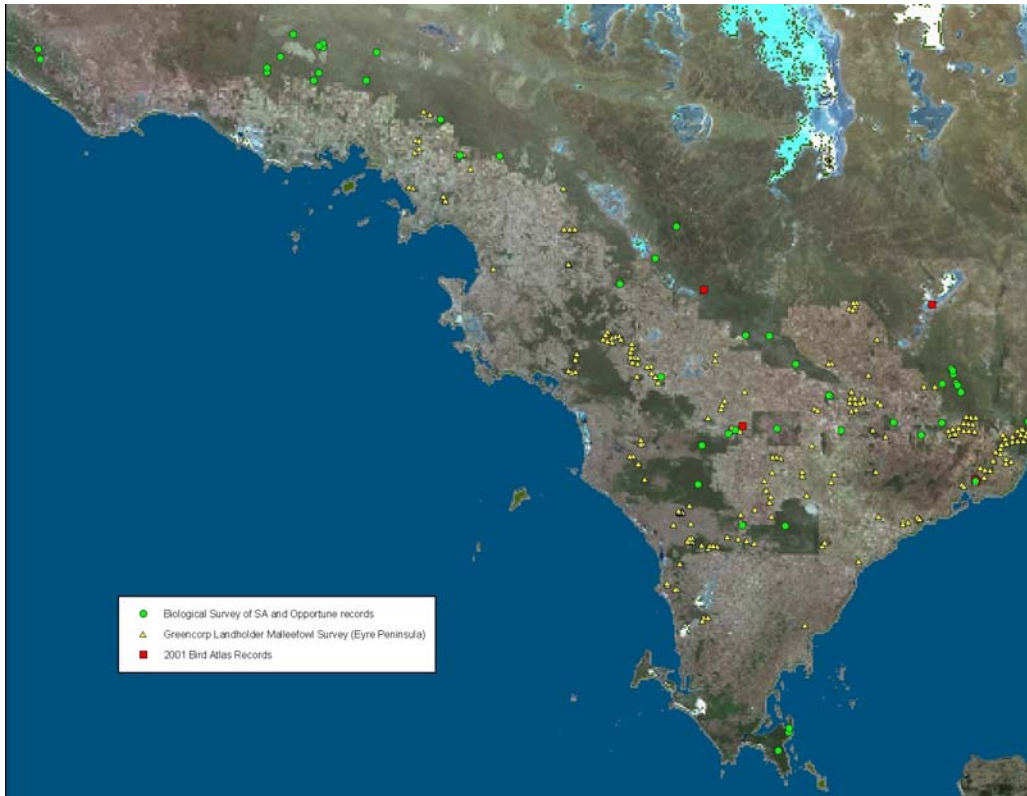 Biological Survey of SA and Opportune records
Greencorp Landholder Malleefowl Survey (Eyre Peninsula)
2001 Bird Atlas Records